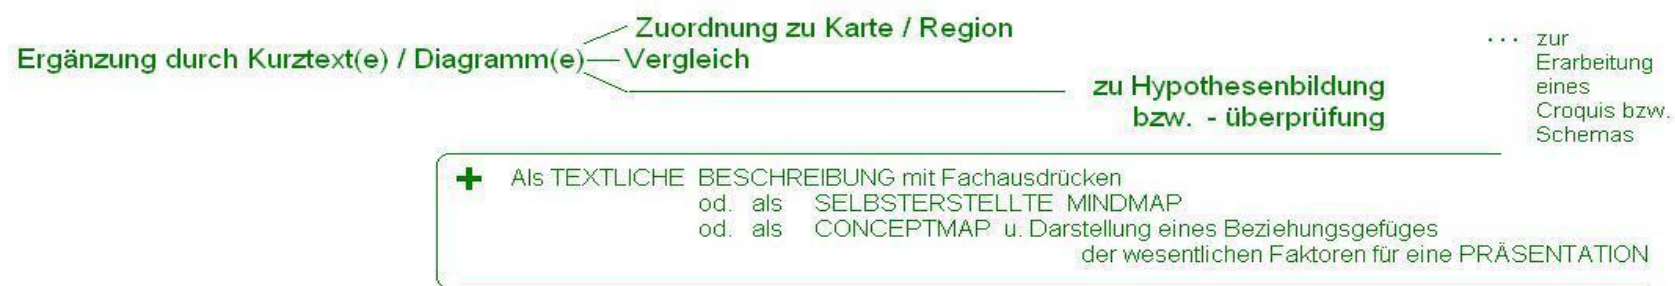 Zuordnung zu Karte / Region
Ergänzung durch Kurztext(e) / Diagramm(e) Vergleich
zu Hypothesenbildung
bzw. - überprüfung
... zur
Erarbeitung
eines
Croquis bzw.
Schemas
+ Als TEXTLICHE BESCHREIBUNG mit Fachausdrücken
od. als SELBSTERSTELLTE MINDMAP
od. als CONCEPTMAP u. Darstellung eines Beziehungsgefüges
der wesentlichen Faktoren für eine PRÄSENTATION